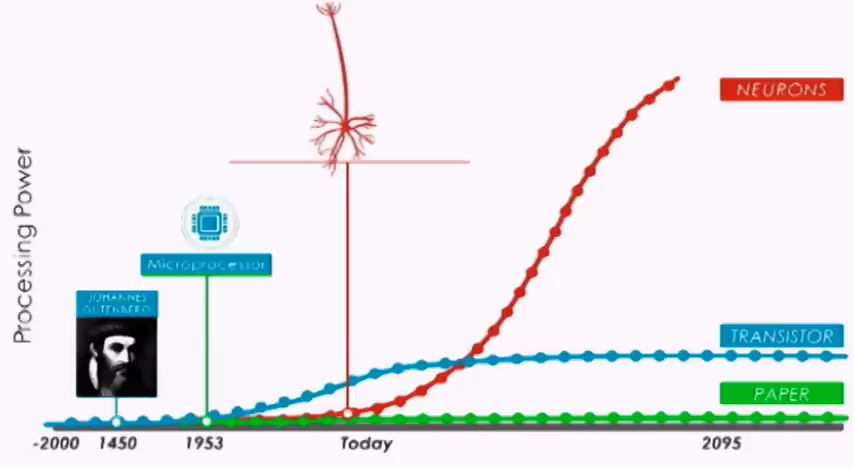 NEURONS
Processing Power
Microprocessor
JOHANNES
GUTENBERG
TRANSISTOR
PAPER
-2000 1450 1953 Today 2095